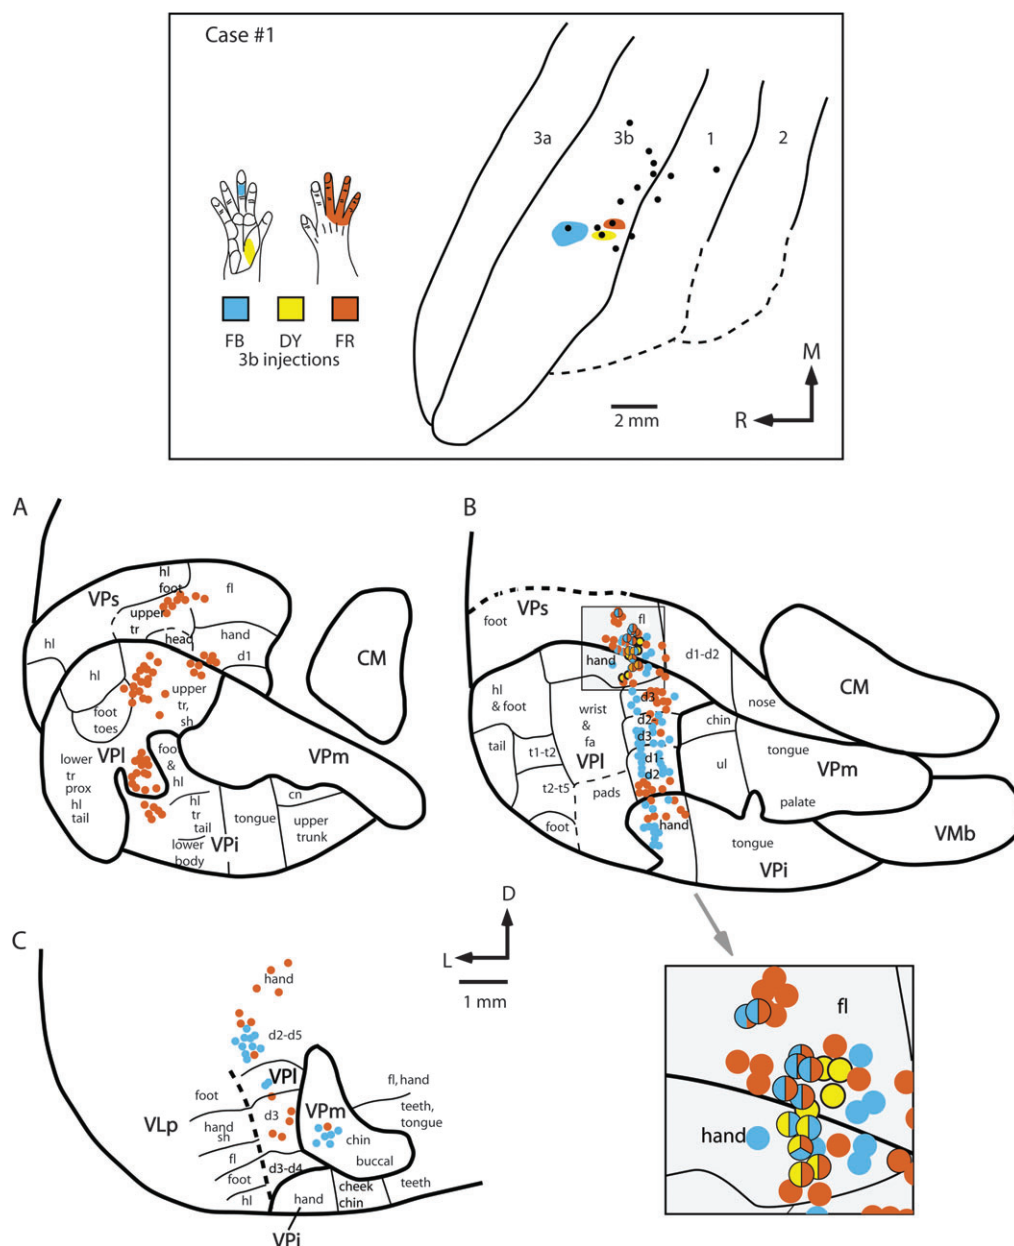 Case #1
3a
3b
1
2
FB
DY
FR
3b injections
2 mm
M
R
A
hl
foot
fl
VPs
upper
tr
head
hand
d1
hl
hl
foot
toes
upper
tr,
sh
CM
VPl
foot
&
hl
VPm
lower
tr
prox
hl
tail
hl
tr
tail
tongue
cn
upper
trunk
VPi
lower
body
B
VPs
foot
fl
hand
d1-d2
CM
hl
& foot
wrist
&
fa
d3
nose
d2-
d3
chin
tail
t1-t2
VPl
d1-
d2
ul
tongue
VPm
t2-t5
pads
palate
foot
hand
tongue
VPi
VMb
D
L
1 mm
C
hand
d2-d5
VPl
foot
VPm
fl, hand
VLp
d3
teeth,
tongue
hand
sh
chin
fl
buccal
foot
d3-d4
hl
hand
cheek
chin
teeth
VPi
fl
hand